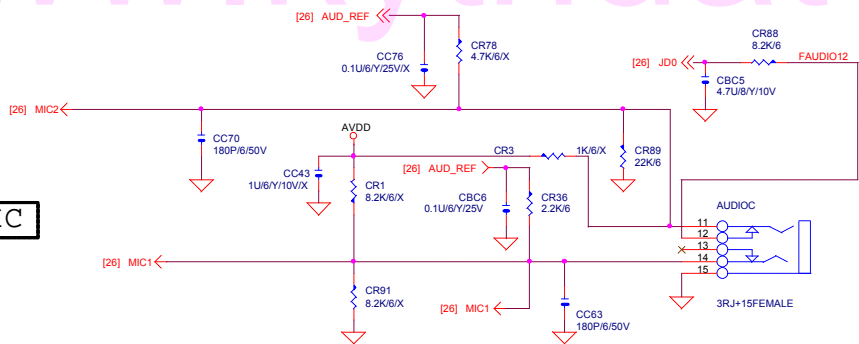 [26] AUD_REF
CR78
4.7K/6/X
CC76
0.1U/6/Y/25V/X
CR88
8.2K/6
[26] JD0
FAUDIO12
CBC5
4.7U/8/Y/10V
[26] MIC2
CC70
180P/6/50V
AVDD
CR3
1K/6/X
CR89
22K/6
CC43
1U/6/Y/10V/X
CR1
8.2K/6/X
[26] AUD_REF
CBC6
0.1U/6/Y/25V
CR36
2.2K/6
AUDIOC
11
12
13
14
15
3RJ+15FEMALE
[26] MIC1
CR91
8.2K/6/X
[26] MIC1
CC63
180P/6/50V